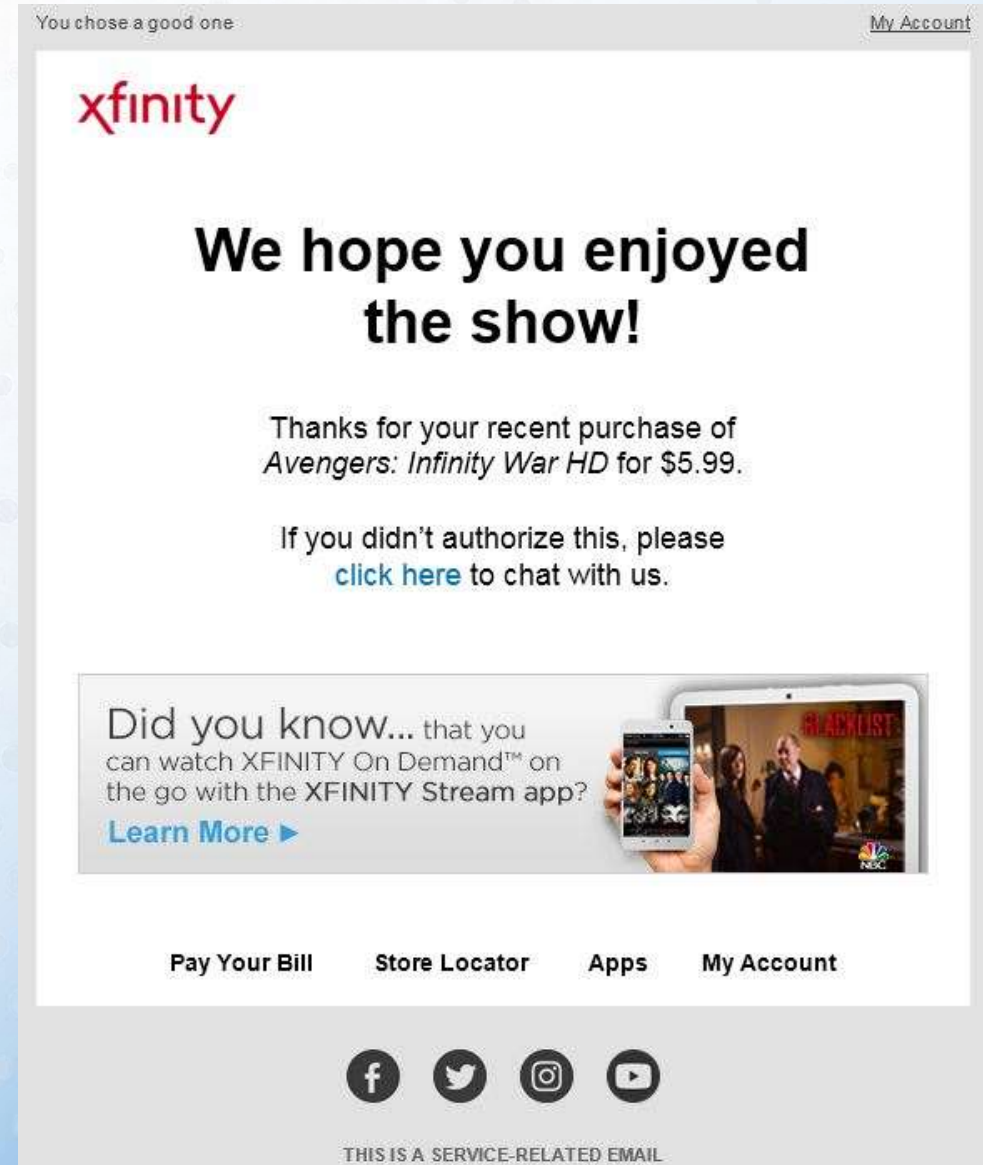 You chose a good one
My Account
xfinity
We hope you enjoyed
the show!
Thanks for your recent purchase of
Avengers: Infinity War HD for $5.99.
If you didn't authorize this, please
click here to chat with us.
Did you know... that you
can watch XFINITY On Demand™ on
the go with the XFINITY Stream app?
Learn More ►
BLACKLIST
NBC
Pay Your Bill
Store Locator
Apps
My Account
THIS IS A SERVICE-RELATED EMAIL